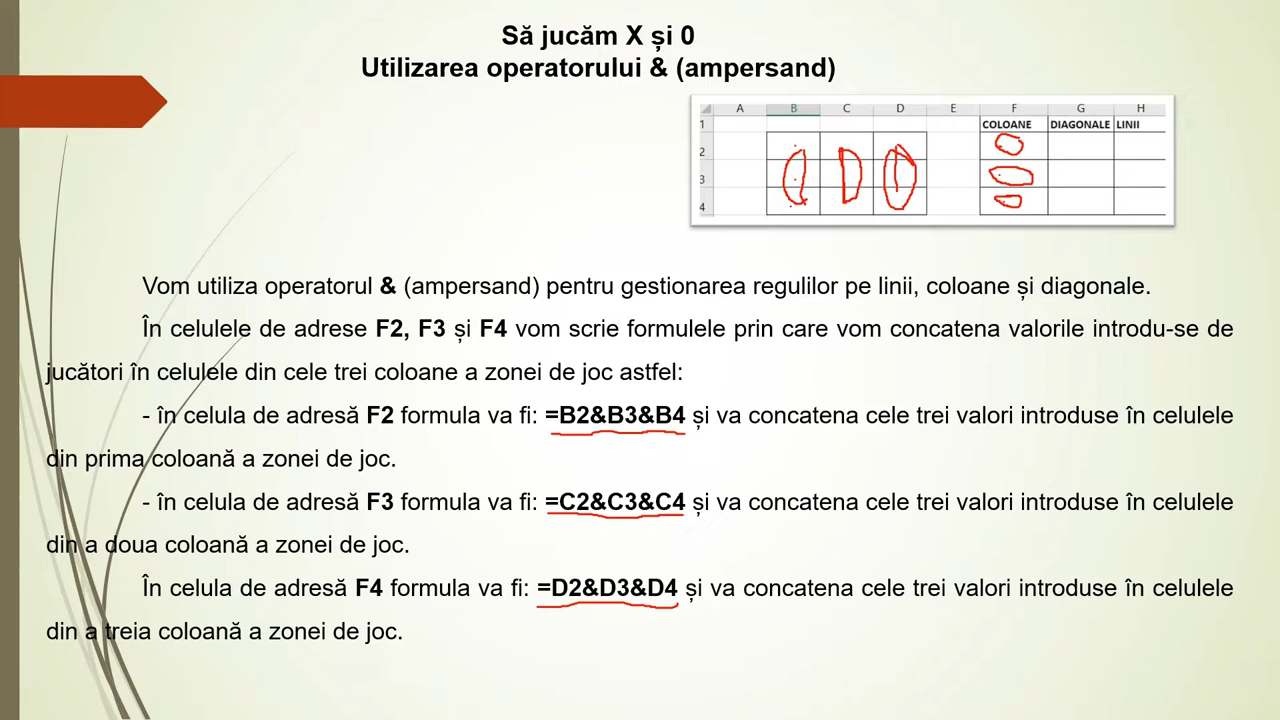 Să jucăm X și 0
Utilizarea operatorului & (ampersand)
A B C D E F G H
1 COLOANE DIAGONALE LINII
2
3
4
Vom utiliza operatorul & (ampersand) pentru gestionarea regulilor pe linii, coloane și diagonale.
În celulele de adrese F2, F3 și F4 vom scrie formulele prin care vom concatena valorile introdu-se de
jucători în celulele din cele trei coloane a zonei de joc astfel:
- în celula de adresă F2 formula va fi: =B2&B3&B4 și va concatena cele trei valori introduse în celulele
din prima coloană a zonei de joc.
- în celula de adresă F3 formula va fi: =C2&C3&C4 și va concatena cele trei valori introduse în celulele
din a doua coloană a zonei de joc.
În celula de adresă F4 formula va fi: =D2&D3&D4 și va concatena cele trei valori introduse în celulele
din a treia coloană a zonei de joc.